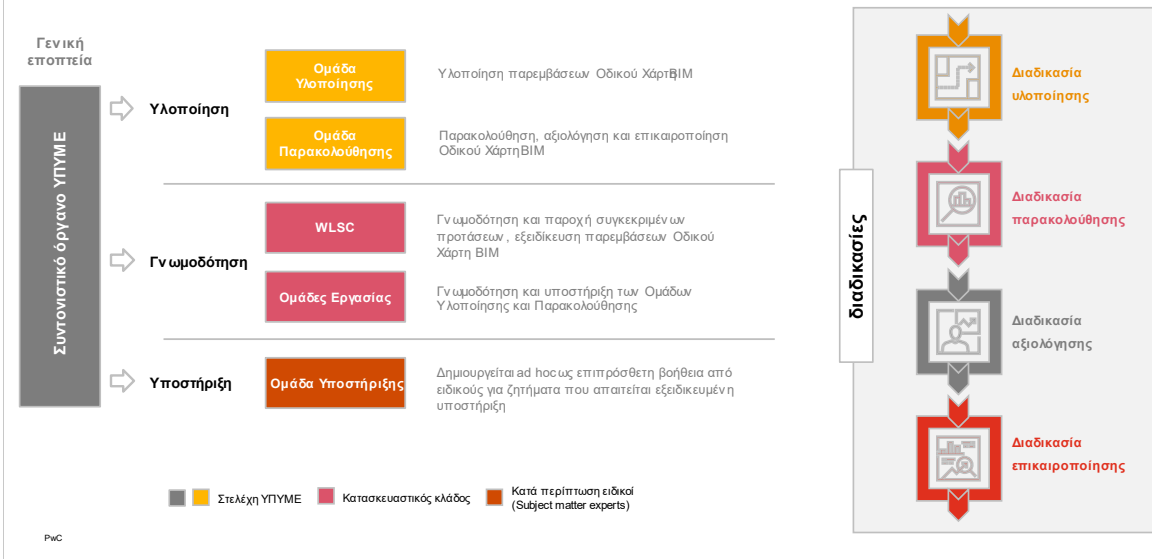 Γενική
εποπτεία
Συντονιστικό όργανο ΥΠΥΜΕ
Υλοποίηση
Ομάδα
Υλοποίησης
Υλοποίηση παρεμβάσεων Οδικού Χάρτη BIM
Ομάδα
Παρακολούθησης
Παρακολούθηση, αξιολόγηση και επικαιροποίηση
Οδικού Χάρτη BIM
Γνωμοδότηση
WLSC
Γνωμοδότηση και παροχή συγκεκριμένων
προτάσεων, εξειδίκευση παρεμβάσεων Οδικού
Χάρτη BIM
Ομάδες Εργασίας
Γνωμοδότηση και υποστήριξη των Ομάδων
Υλοποίησης και Παρακολούθησης
Υποστήριξη
Ομάδα Υποστήριξης
Δημιουργείται ad hoc ως επιπρόσθετη βοήθεια από
ειδικούς για ζητήματα που απαιτείται εξειδικευμένη
υποστήριξη
Στελέχη ΥΠΥΜΕ
Κατασκευαστικός κλάδος
Κατά περίπτωση ειδικοί
(Subject matter experts)
PwC
διαδικασίες
Διαδικασία
υλοποίησης
Διαδικασία
παρακολούθησης
Διαδικασία
αξιολόγησης
Διαδικασία
επικαιροποίησης